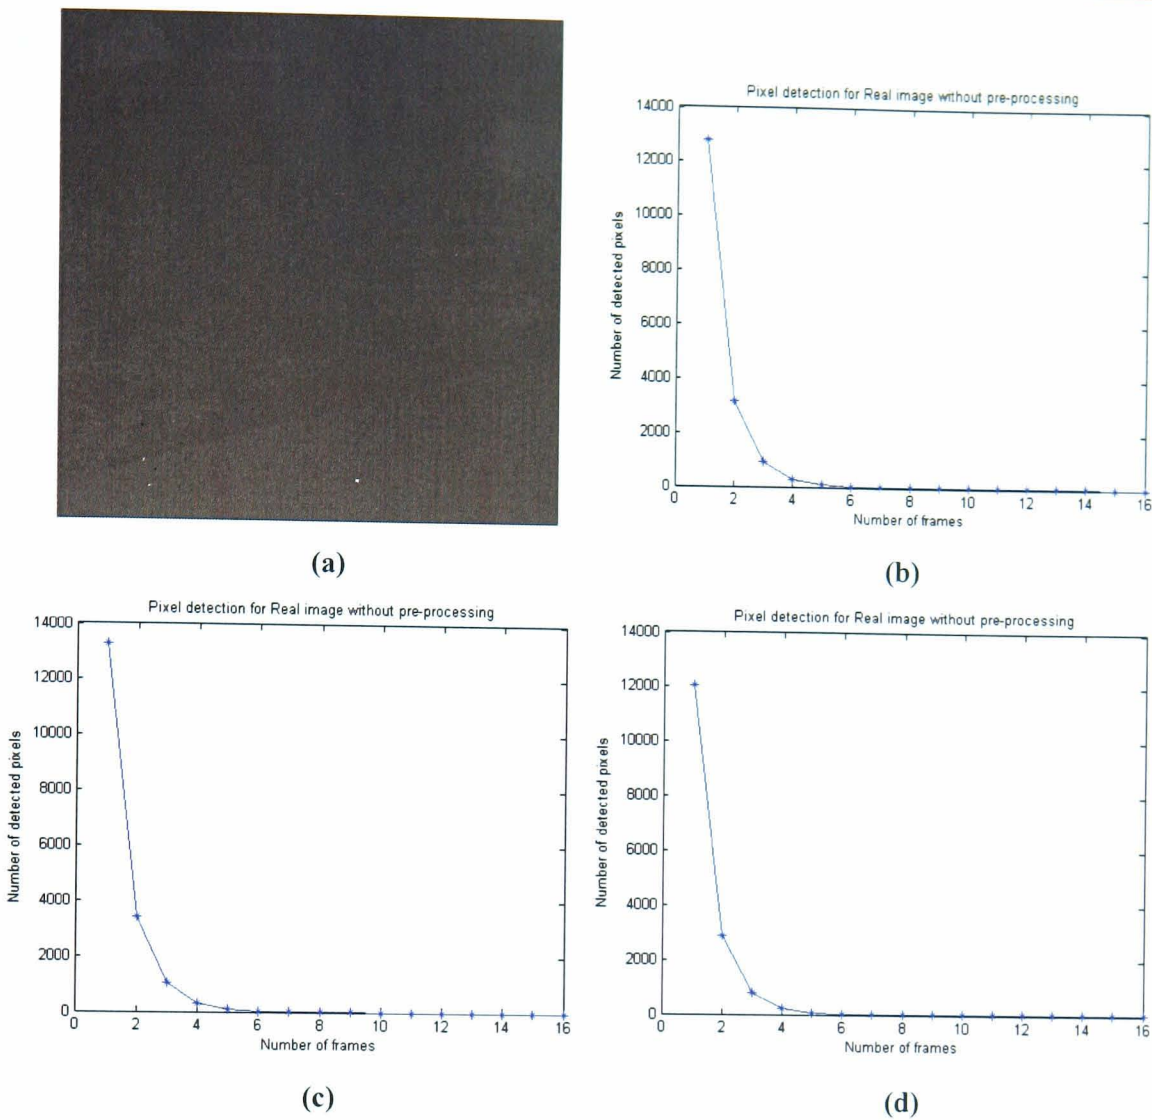 (a)
Pixel detection for Real image without pre-processing
14000
12000
10000
8000
6000
4000
2000
0
Number of detected pixels
0 2 4 6 8 10 12 14 16
Number of frames
(b)
Pixel detection for Real image without pre-processing
14000
12000
10000
8000
6000
4000
2000
0
Number of detected pixels
0 2 4 6 8 10 12 14 16
Number of frames
(c)
Pixel detection for Real image without pre-processing
14000
12000
10000
8000
6000
4000
2000
0
Number of detected pixels
0 2 4 6 8 10 12 14 16
Number of frames
(d)